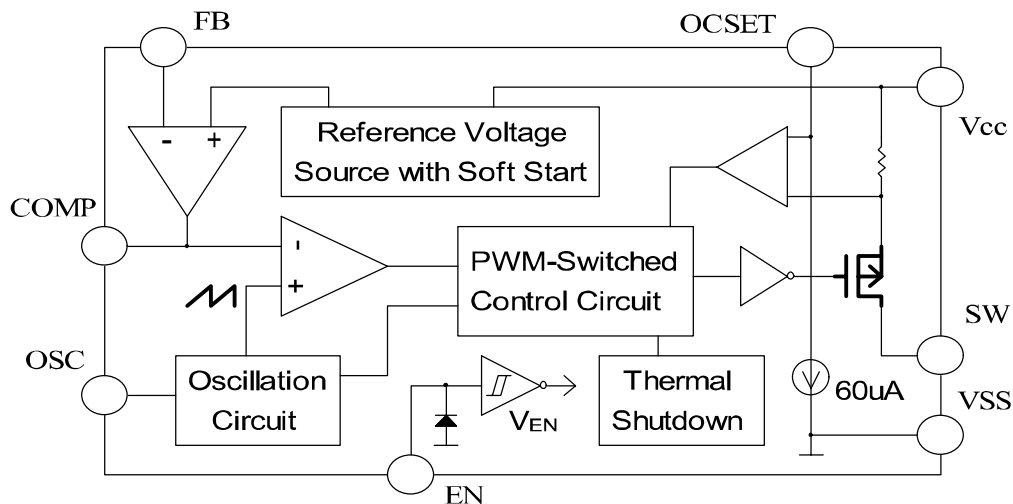 FB
OCSET
Vcc
Reference Voltage
Source with Soft Start
- +
COMP
-
+
PWM-Switched
Control Circuit
SW
OSC
Oscillation
Circuit
VEN
Thermal
Shutdown
60uA
VSS
EN